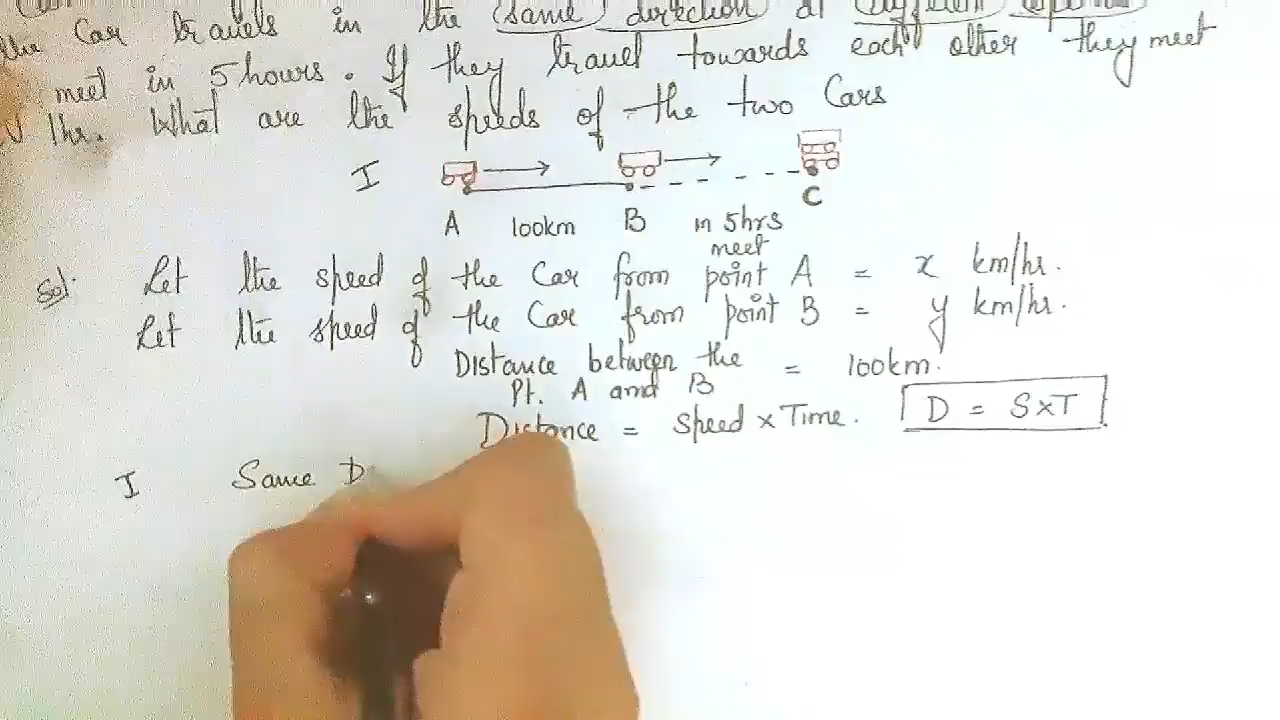 the Car travels in the same direction at different speeds
meet in 5 hours. If they travel towards each other they meet
1hr. What are the speeds of the two Cars
I
A 100km B in 5hrs C
meet
Sol. Let the speed of the Car from point A = x km/hr.
Let the speed of the Car from point B = y km/hr.
Distance between the = 100km.
Pt. A and B
Distance = Speed × Time. D = S×T
I Same D